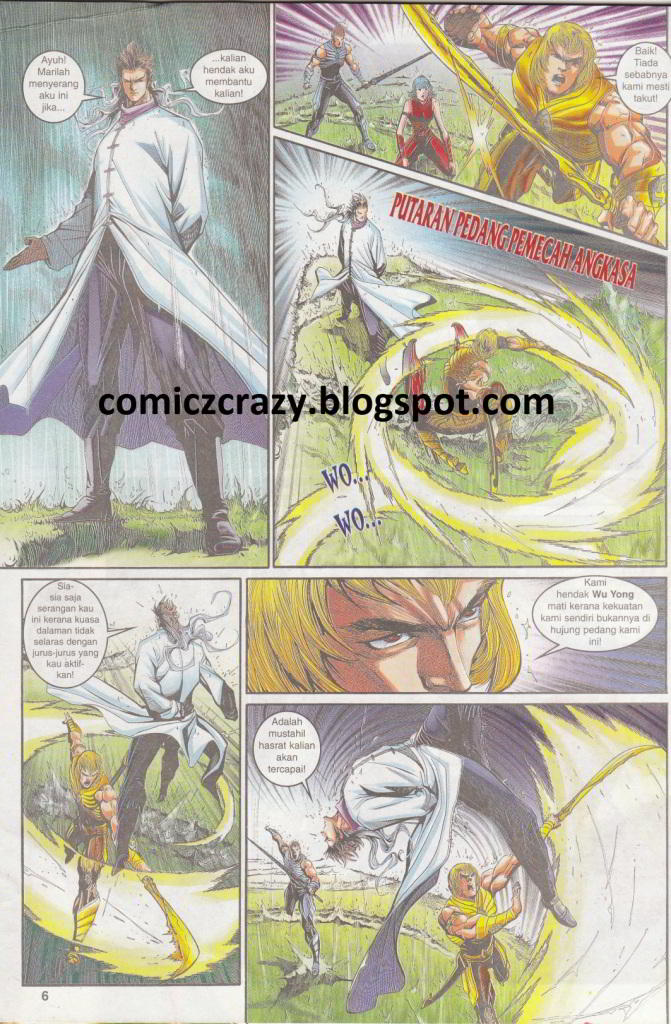 Ayuh!
Marilah
menyerang
aku ini
jika...
...kalian
hendak aku
membantu
kalian!
Baik!
Tiada
sebabnya
kami mesti
takut!
PUTARAN PEDANG PEMECAH ANGKASA
comiczcrazy.blogspot.com
WO...
WO...
Sia-
sia saja
serangan kau
ini kerana kuasa
dalaman tidak
selaras dengan
jurus-jurus yang
kau aktif-
kan!
Kami
hendak Wu Yong
mati kerana kekuatan
kami sendiri bukannya di
hujung pedang kami
ini!
Adalah
mustahil
hasrat kalian
akan
tercapai!
6